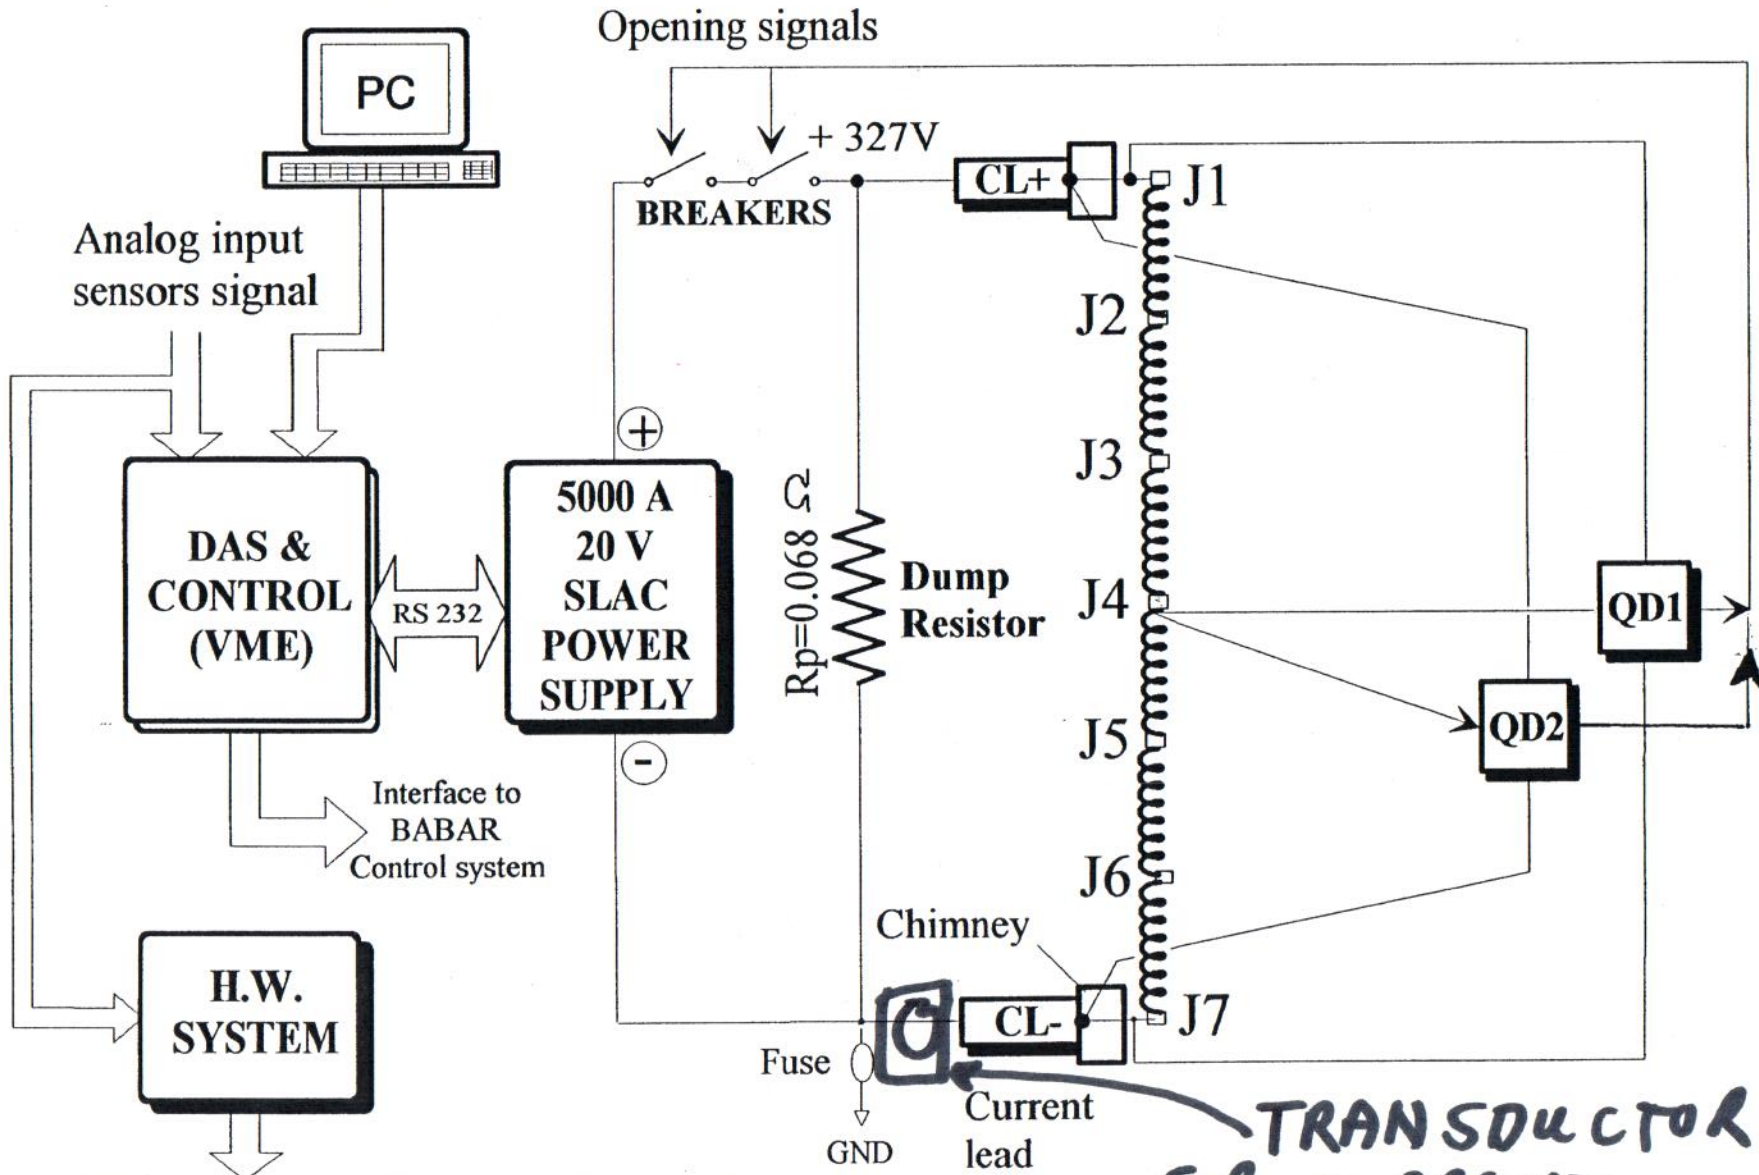 Opening signals
PC
+ 327V
BREAKERS
CL+
J1
Analog input
sensors signal
J2
J3
+
5000 A
20 V
SLAC
POWER
SUPPLY
-
DAS &
CONTROL
(VME)
RS 232
Rp=0.068 Ω
Dump
Resistor
J4
QD1
J5
QD2
Interface to
BABAR
Control system
J6
Chimney
H.W.
SYSTEM
CL-
J7
Fuse
Current
lead
GND
TRANSDUCTOR